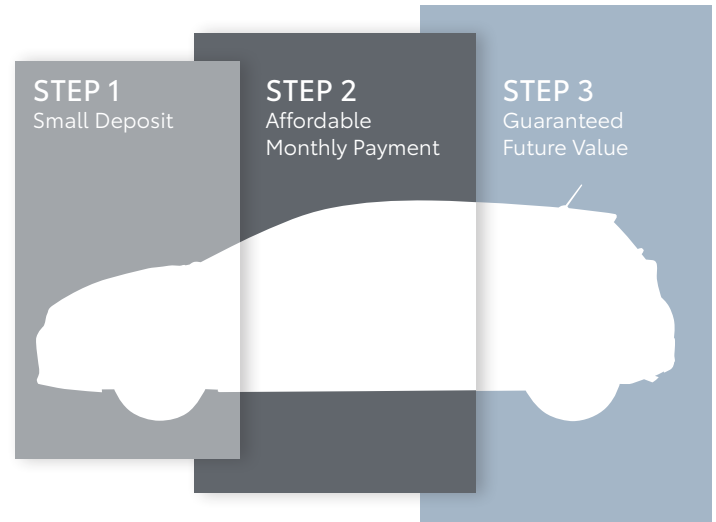 STEP 1
Small Deposit
STEP 2
Affordable
Monthly Payment
STEP 3
Guaranteed
Future Value